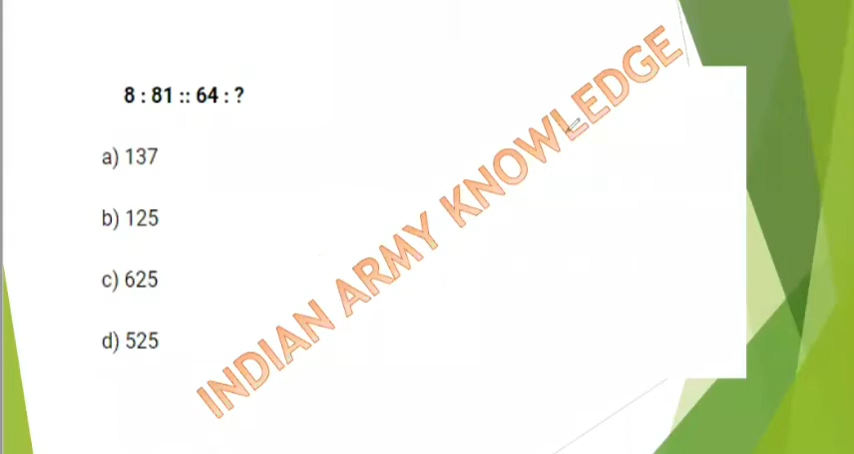 8 : 81 :: 64 : ?
a) 137
b) 125
c) 625
d) 525
INDIAN ARMY KNOWLEDGE